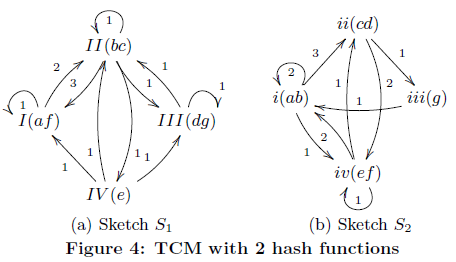 1
II(bc)
2
3
1
1
1
I(af)
III(dg)
1
1
1
1 1
IV(e)
(a) Sketch S₁
ii(cd)
3
1
2
2
i(ab)
1
1
iii(g)
1
2
iv(ef)
1
(b) Sketch S₂
Figure 4: TCM with 2 hash functions